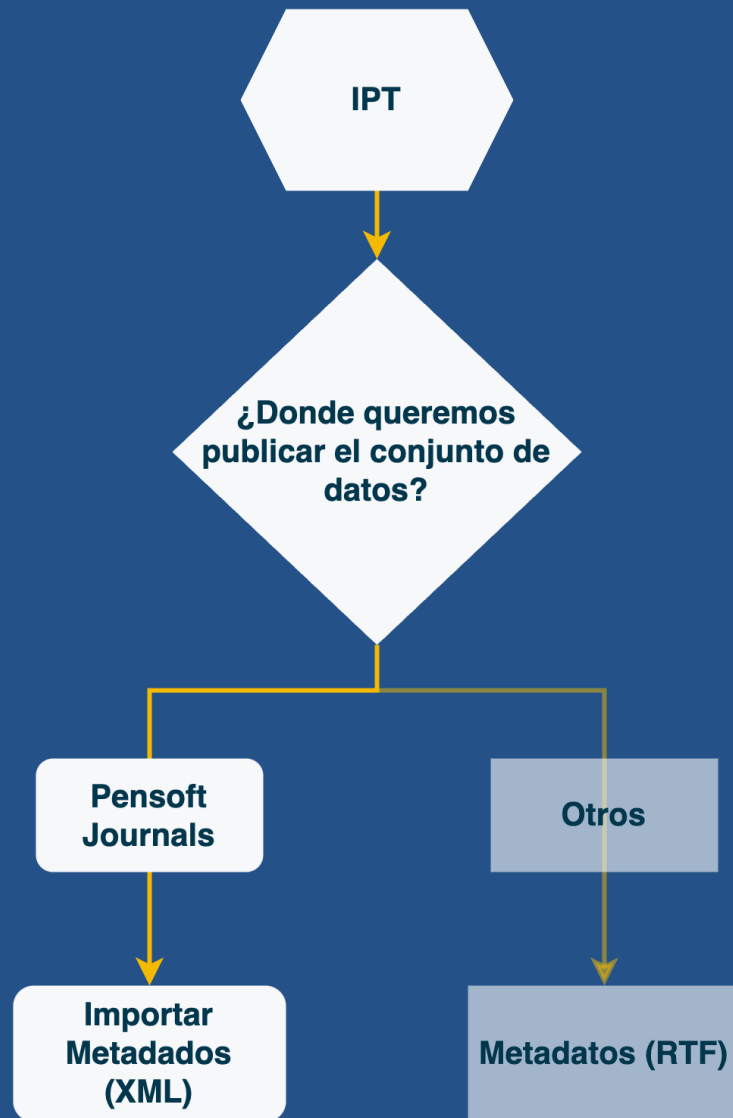 IPT
¿Donde queremos
publicar el conjunto de
datos?
Pensoft
Journals
Otros
Importar
Metadados
(XML)
Metadatos (RTF)